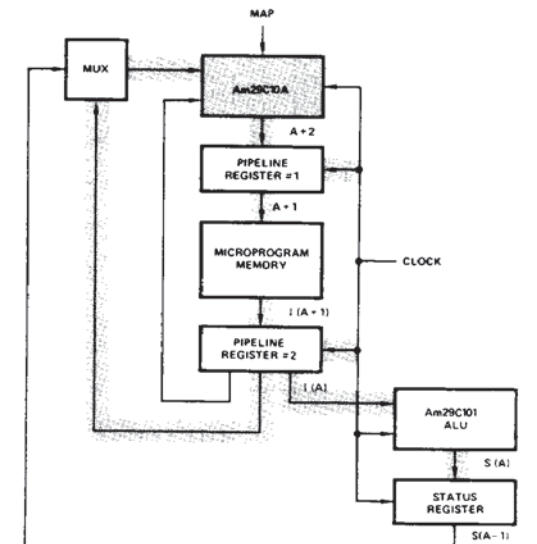 MAP
MUX
Am29C10A
A+2
PIPELINE
REGISTER #1
A+1
MICROPROGRAM
MEMORY
CLOCK
I (A+1)
PIPELINE
REGISTER #2
I (A)
Am29C101
ALU
S (A)
STATUS
REGISTER
S(A-1)